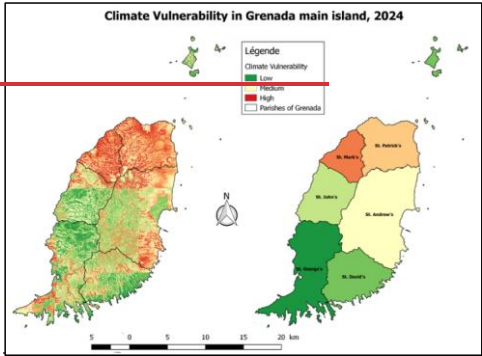 Climate Vulnerability in Grenada main island, 2024
Légende
Climate Vulnerability
Low
Medium
High
Parishes of Grenada
St. Patrick's
St. Mark's
St. John's
St. Andrew's
St. George's
St. David's
N
5 0 5 10 15 20 km